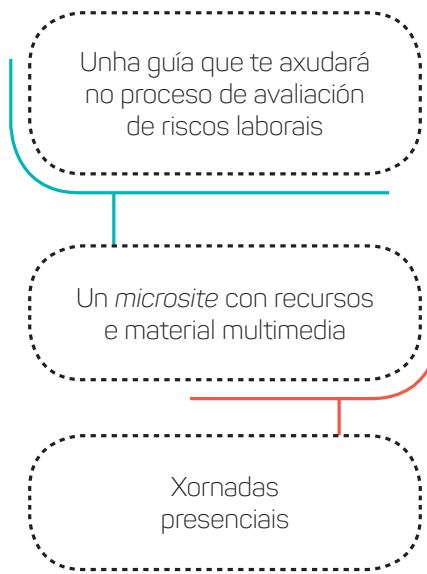 Unha guía que te axudará
no proceso de avaliación
de riscos laborais
Un microsite con recursos
e material multimedia
Xornadas
presenciais